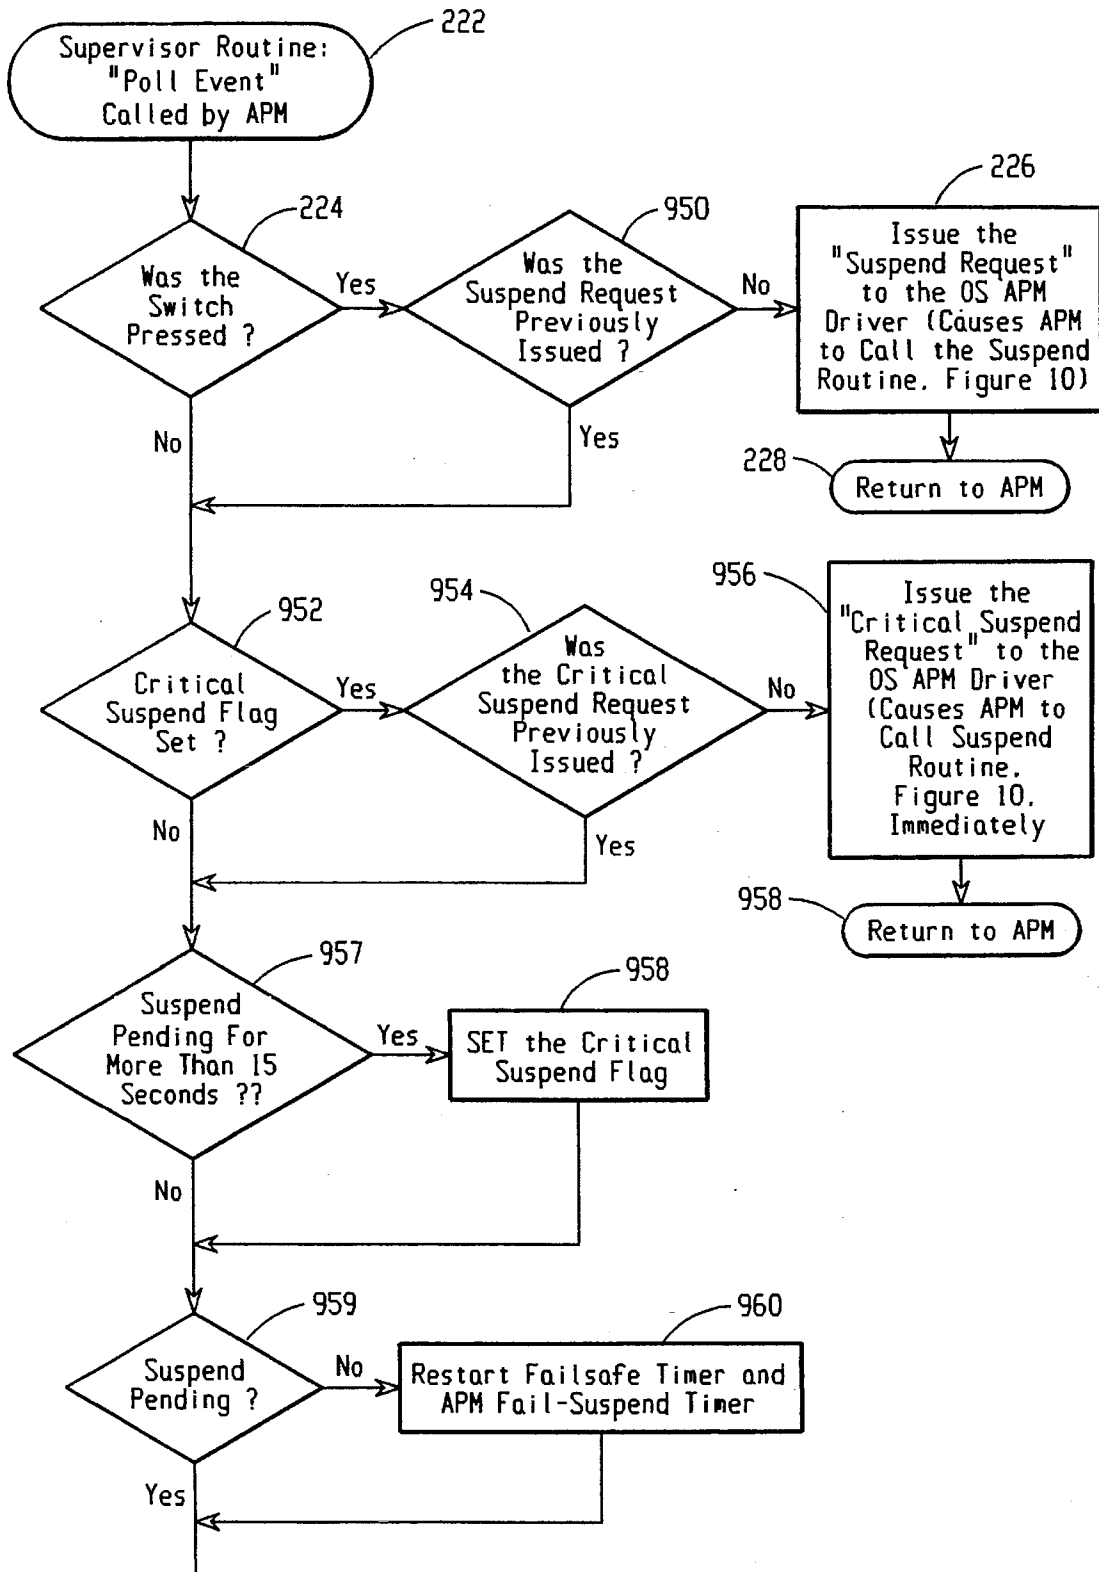 222
Supervisor Routine:
"Poll Event"
Called by APM
224
Was the
Switch
Pressed ?
Yes
No
950
Was the
Suspend Request
Previously
Issued ?
No
Yes
226
Issue the
"Suspend Request"
to the OS APM
Driver (Causes APM
to Call the Suspend
Routine. Figure 10)
228
Return to APM
952
Critical
Suspend Flag
Set ?
Yes
No
954
Was
the Critical
Suspend Request
Previously
Issued ?
No
Yes
956
Issue the
"Critical Suspend
Request" to the
OS APM Driver
(Causes APM to
Call Suspend
Routine.
Figure 10.
Immediately
958
Return to APM
957
Suspend
Pending For
More Than 15
Seconds ??
Yes
No
958
SET the Critical
Suspend Flag
959
Suspend
Pending ?
No
Yes
960
Restart Failsafe Timer and
APM Fail-Suspend Timer